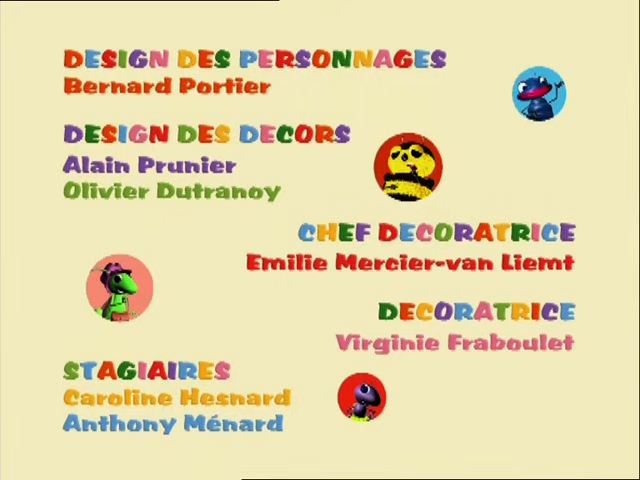 DESIGN DES PERSONNAGES
Bernard Portier
DESIGN DES DECORS
Alain Prunier
Olivier Dutranoy
CHEF DECORATRICE
Emilie Mercier-van Liemt
DECORATRICE
Virginie Fraboulet
STAGIAIRES
Caroline Hesnard
Anthony Ménard